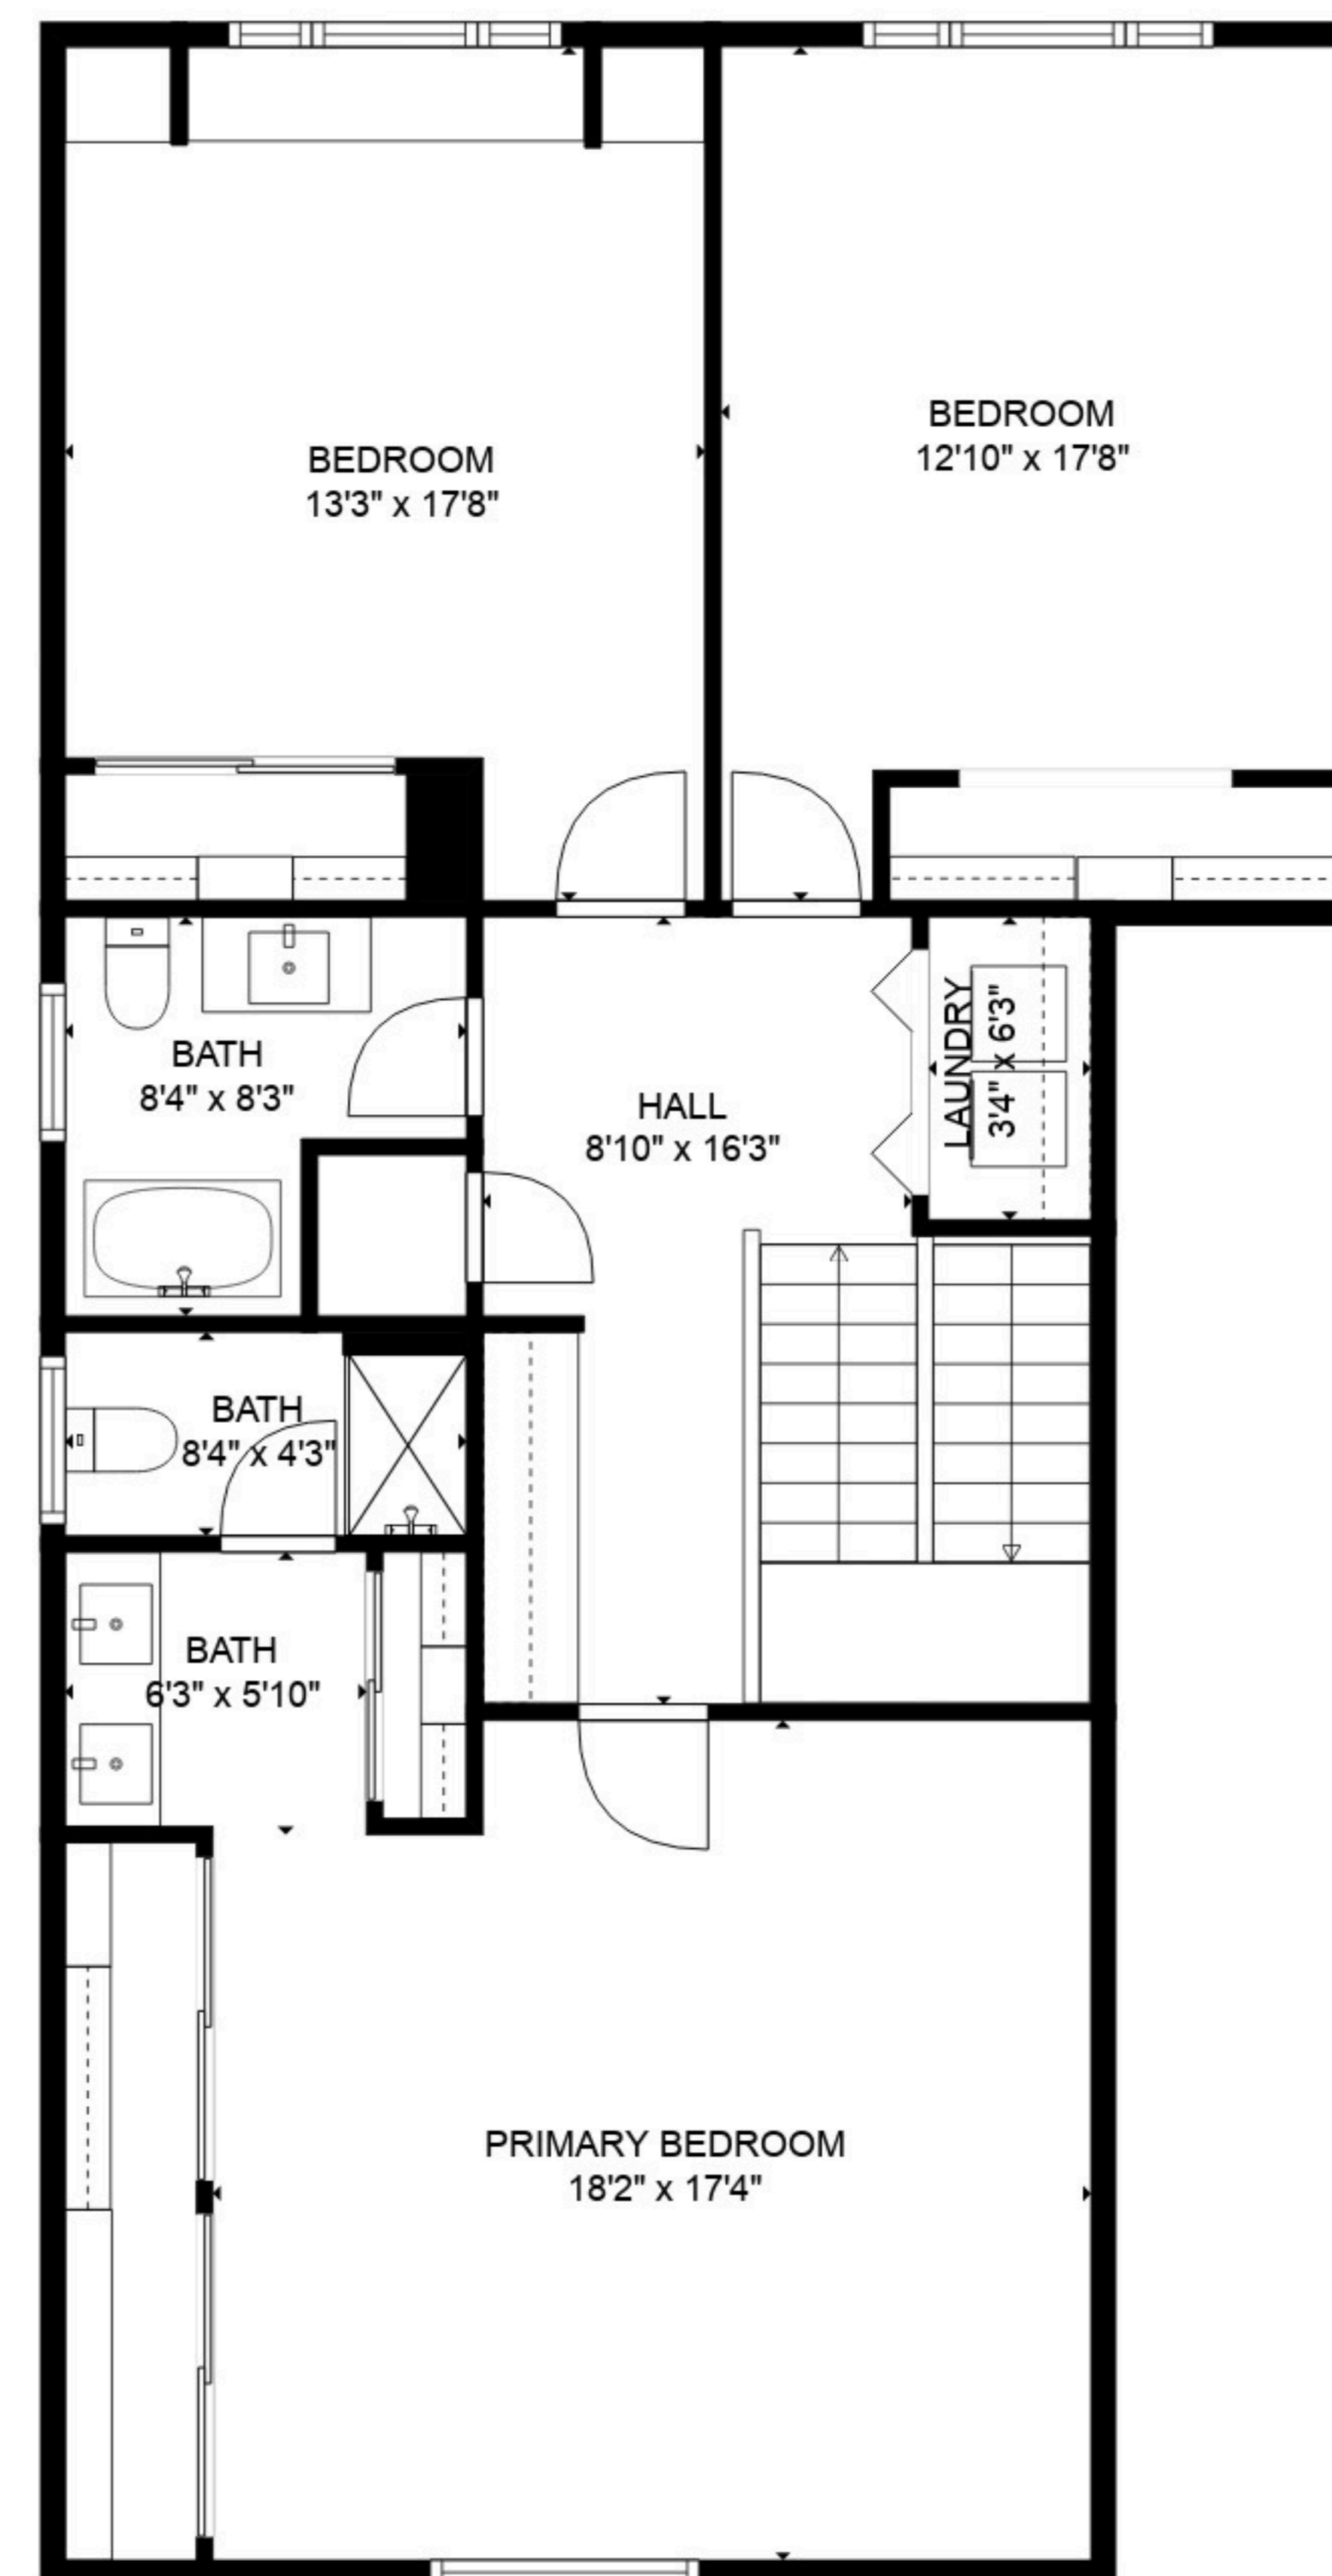 BEDROOM
13'3" x 17'8"
BEDROOM
12'10" x 17'8"
BATH
8'4" x 8'3"
HALL
8'10" x 16'3"
LAUNDRY
3'4" x 6'3"
BATH
8'4" x 4'3"
BATH
6'3" x 5'10"
PRIMARY BEDROOM
18'2" x 17'4"